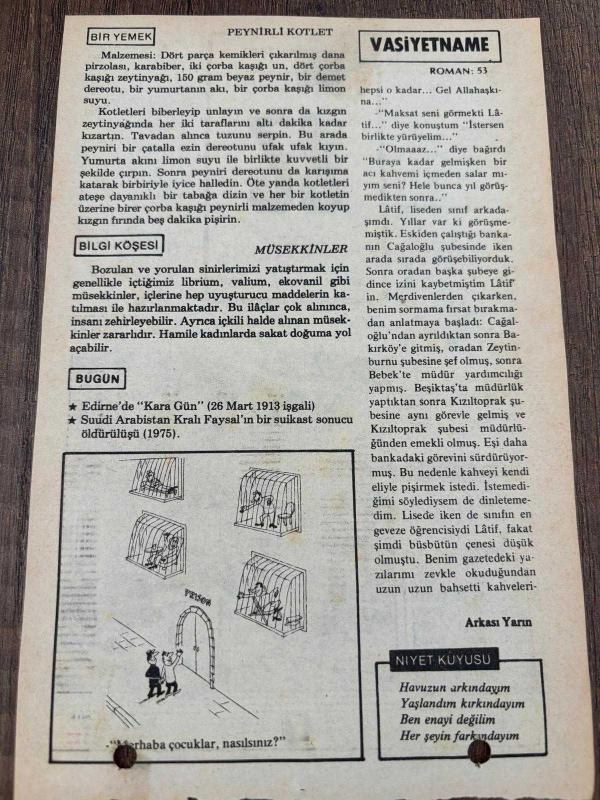 BİR YEMEK
PEYNİRLİ KOTLET
Malzemesi: Dört parça kemikleri çıkarılmış dana
pirzolası, karabiber, iki çorba kaşığı un, dört çorba
kaşığı zeytinyağı, 150 gram beyaz peynir, bir demet
dereotu, bir yumurtanın akı, bir çorba kaşığı limon
suyu.
Kotletleri biberleyip unlayın ve sonra da kızgın
zeytinyağında her iki taraflarını altı dakika kadar
kızartın. Tavadan alınca tuzunu serpin. Bu arada
peyniri bir çatalla ezin dereotunu ufak ufak kıyın.
Yumurta akını limon suyu ile birlikte kuvvetli bir
şekilde çırpın. Sonra peyniri dereotunu da karışıma
katarak birbiriyle iyice halledin. Öte yanda kotletleri
ateşe dayanıklı bir tabağa dizin ve her bir kotletin
üzerine birer çorba kaşığı peynirli malzemeden koyup
kızgın fırında beş dakika pişirin.
BİLGİ KÖŞESİ
MÜSEKKİNLER
Bozulan ve yorulan sinirlerimizi yatıştırmak için
genellikle içtiğimiz librium, valium, ekovanil gibi
müsekkinler, içlerine hep uyuşturucu maddelerin ka-
tılması ile hazırlanmaktadır. Bu ilâçlar çok alınınca,
insanı zehirleyebilir. Ayrıca içkili halde alınan müsek-
kinler zararlıdır. Hamile kadınlarda sakat doğuma yol
açabilir.
BUGÜN
★ Edirne'de "Kara Gün" (26 Mart 1913 işgali)
★ Suudi Arabistan Kralı Faysal'ın bir suikast sonucu
öldürülüşü (1975).
PRISON
-"Merhaba çocuklar, nasılsınız?"
VASİYETNAME
ROMAN: 53
hepsi o kadar... Gel Allahaşkı-
na..."
-"Maksat seni görmekti Lâ-
tif..." diye konuştum "İstersen
birlikte yürüyelim..."
-"Olmaaaz..." diye bağırdı
"Buraya kadar gelmişken bir
acı kahvemi içmeden salar mı-
yım seni? Hele bunca yıl görüş-
medikten sonra.."
Lâtif, liseden sınıf arkada-
şımdı. Yıllar var ki görüşme-
miştik. Eskiden çalıştığı banka-
nın Cağaloğlu şubesinde iken
arada sırada görüşebiliyorduk.
Sonra oradan başka şubeye gi-
dince izini kaybetmiştim Lâtif'
in. Merdivenlerden çıkarken,
benim sormama fırsat bırakma-
dan anlatmaya başladı: Cağal-
oğlu'ndan ayrıldıktan sonra Ba-
kırköy'e gitmiş, oradan Zeytin-
burnu şubesine şef olmuş, sonra
Bebek'te müdür yardımcılığı
yapmış. Beşiktaş'ta müdürlük
yaptıktan sonra Kızıltoprak şu-
besine aynı görevle gelmiş ve
Kızıltoprak şubesi müdürlü-
ğünden emekli olmuş. Eşi daha
bankadaki görevini sürdürüyor-
muş. Bu nedenle kahveyi kendi
eliyle pişirmek istedi. İstemedi-
ğimi söylediysem de dinleteme-
dim. Lisede iken de sınıfın en
geveze öğrencisiydi Lâtif, fakat
şimdi büsbütün çenesi düşük
olmuştu. Benim gazetedeki ya-
zılarımı zevkle okuduğundan
uzun uzun bahsetti kahveleri-
Arkası Yarın
NİYET KUYUSU
Havuzun arkındayım
Yaşlandım kırkındayım
Ben enayi değilim
Her şeyin farkındayım